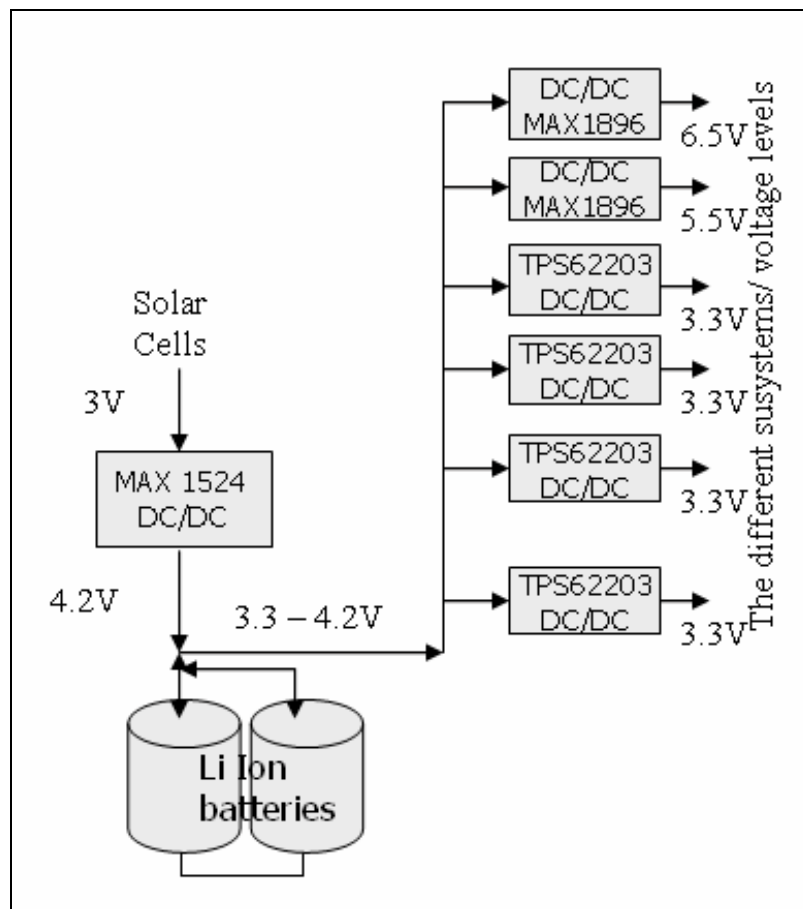 DC/DC
MAX1896
6.5V
DC/DC
MAX1896
5.5V
TPS62203
DC/DC
3.3V
TPS62203
DC/DC
3.3V
TPS62203
DC/DC
3.3V
TPS62203
DC/DC
3.3V
The different susystems/ voltage levels
Solar
Cells
3V
MAX 1524
DC/DC
4.2V
3.3 – 4.2V
Li Ion
batteries